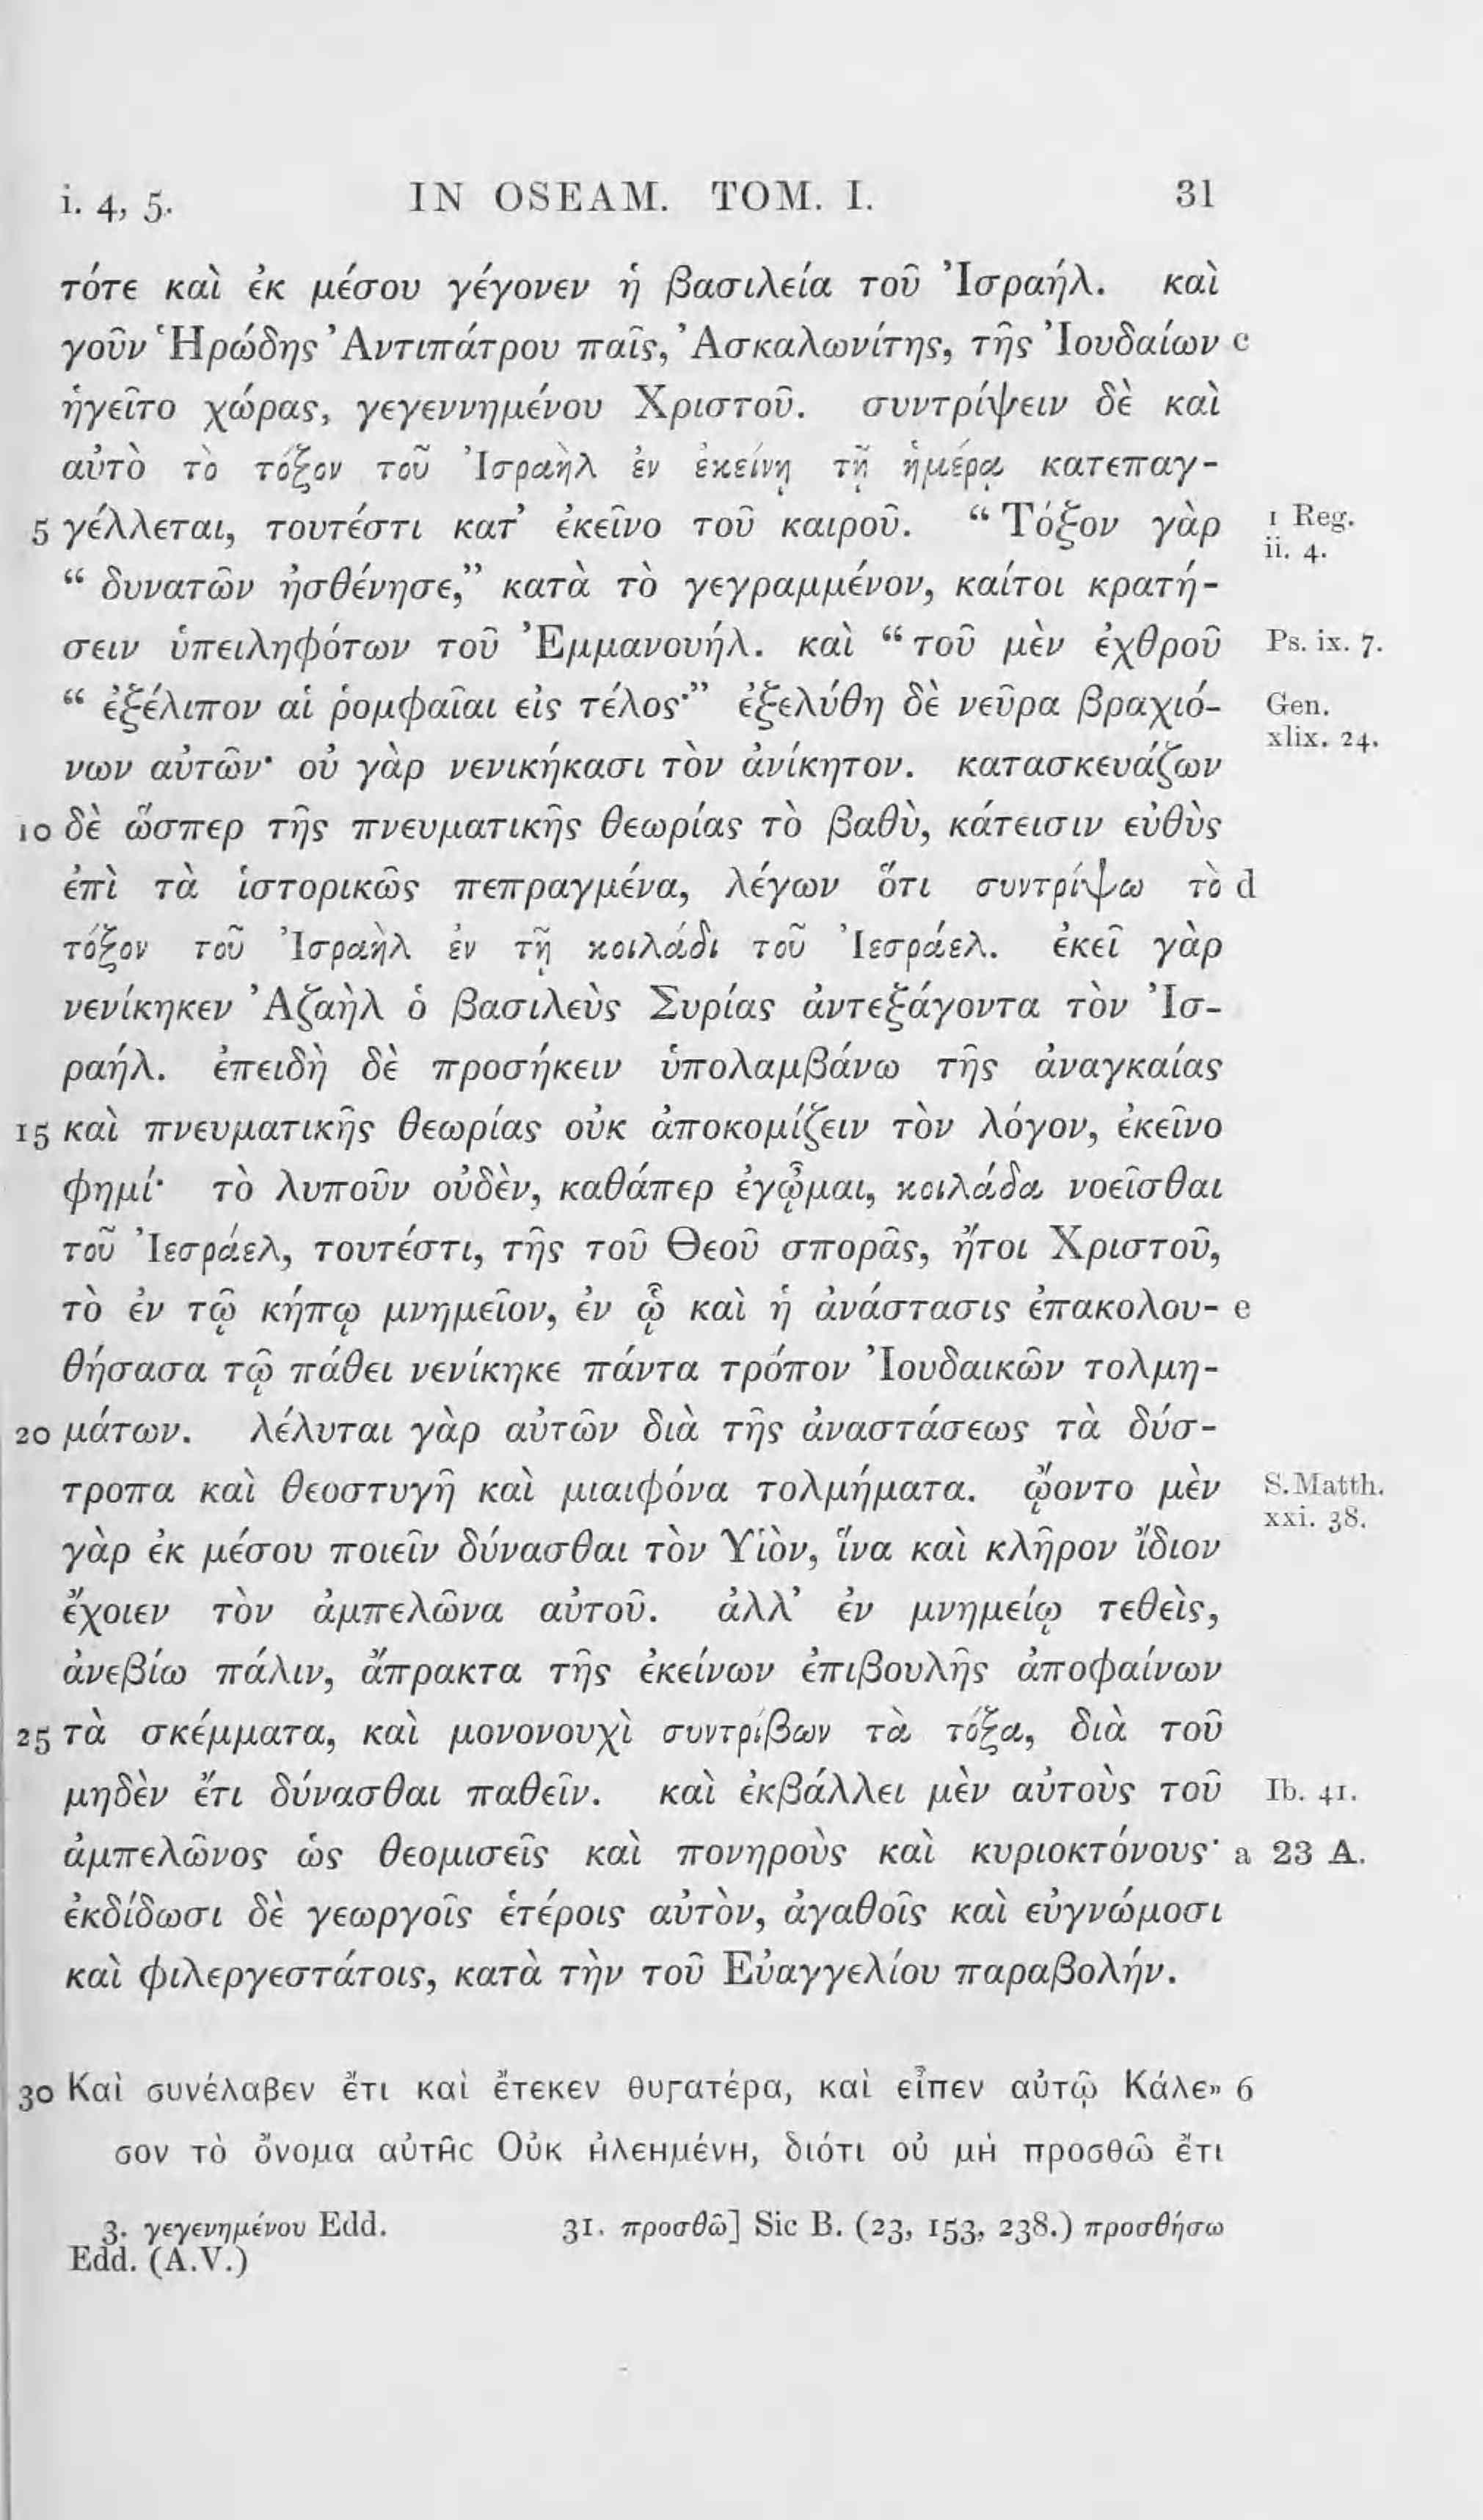 i. 4, 5. IN OSEAM. TOM. I. 31
τότε καὶ ἐκ μέσου γέγονεν ἡ βασιλεία τοῦ Ἰσραήλ. καὶ
γοῦν Ἡρώδης Ἀντιπάτρου παῖς, Ἀσκαλωνίτης, τῆς Ἰουδαίων c
ἡγεῖτο χώρας, γεγεννημένου Χριστοῦ. συντρίψειν δὲ καὶ
αὐτὸ τὸ τόξον τοῦ Ἰσραὴλ ἐν ἐκείνῃ τῇ ἡμέρᾳ κατεπαγ-
5 γέλλεται, τουτέστι κατ’ ἐκεῖνο τοῦ καιροῦ. “ Τόξον γὰρ 1 Reg. ii. 4.
“ δυνατῶν ἠσθένησε,” κατὰ τὸ γεγραμμένον, καίτοι κρατή-
σειν ὑπειληφότων τοῦ Ἐμμανουήλ. καὶ “ τοῦ μὲν ἐχθροῦ Ps. ix. 7.
“ ἐξέλιπον αἱ ῥομφαῖαι εἰς τέλος·” ἐξελύθη δὲ νεῦρα βραχιό- Gen. xlix. 24.
νων αὐτῶν· οὐ γὰρ νενικήκασι τὸν ἀνίκητον. κατασκευάζων
10 δὲ ὥσπερ τῆς πνευματικῆς θεωρίας τὸ βαθὺ, κάτεισιν εὐθὺς
ἐπὶ τὰ ἱστορικῶς πεπραγμένα, λέγων ὅτι συντρίψω τὸ d
τόξον τοῦ Ἰσραὴλ ἐν τῇ κοιλάδι τοῦ Ἰεσράελ. ἐκεῖ γὰρ
νενίκηκεν Ἀζαὴλ ὁ βασιλεὺς Συρίας ἀντεξάγοντα τὸν Ἰσ-
ραήλ. ἐπειδὴ δὲ προσήκειν ὑπολαμβάνω τῆς ἀναγκαίας
15 καὶ πνευματικῆς θεωρίας οὐκ ἀποκομίζειν τὸν λόγον, ἐκεῖνο
φημί· τὸ λυποῦν οὐδὲν, καθάπερ ἐγᾦμαι, κοιλάδα νοεῖσθαι
τοῦ Ἰεσράελ, τουτέστι, τῆς τοῦ Θεοῦ σπορᾶς, ἤτοι Χριστοῦ,
τὸ ἐν τῷ κήπῳ μνημεῖον, ἐν ᾧ καὶ ἡ ἀνάστασις ἐπακολου- e
θήσασα τῷ πάθει νενίκηκε πάντα τρόπον Ἰουδαικῶν τολμη-
20 μάτων. λέλυται γὰρ αὐτῶν διὰ τῆς ἀναστάσεως τὰ δύσ-
τροπα καὶ θεοστυγῆ καὶ μιαιφόνα τολμήματα. ᾤοντο μὲν S. Matth. xxi. 38.
γὰρ ἐκ μέσου ποιεῖν δύνασθαι τὸν Υἱὸν, ἵνα καὶ κλῆρον ἴδιον
ἔχοιεν τὸν ἀμπελῶνα αὐτοῦ. ἀλλ’ ἐν μνημείῳ τεθεὶς,
ἀνεβίω πάλιν, ἄπρακτα τῆς ἐκείνων ἐπιβουλῆς ἀποφαίνων
25 τὰ σκέμματα, καὶ μονονουχὶ συντρίβων τὰ τόξα, διὰ τοῦ
μηδὲν ἔτι δύνασθαι παθεῖν. καὶ ἐκβάλλει μὲν αὐτοὺς τοῦ Ib. 41.
ἀμπελῶνος ὡς θεομισεῖς καὶ πονηροὺς καὶ κυριοκτόνους· a 23 A.
ἐκδίδωσι δὲ γεωργοῖς ἑτέροις αὐτὸν, ἀγαθοῖς καὶ εὐγνώμοσι
καὶ φιλεργεστάτοις, κατὰ τὴν τοῦ Εὐαγγελίου παραβολήν.
30 Καὶ συνέλαβεν ἔτι καὶ ἔτεκεν θυγατέρα, καὶ εἶπεν αὐτῷ Κάλε» 6
σον τὸ ὄνομα αὐτῆς Οὐκ ἠλεημένη, διότι οὐ μὴ προσθῶ ἔτι
3. γεγενημένου Edd. 31. προσθῶ] Sic B. (23, 153, 238.) προσθήσω
Edd. (A.V.)